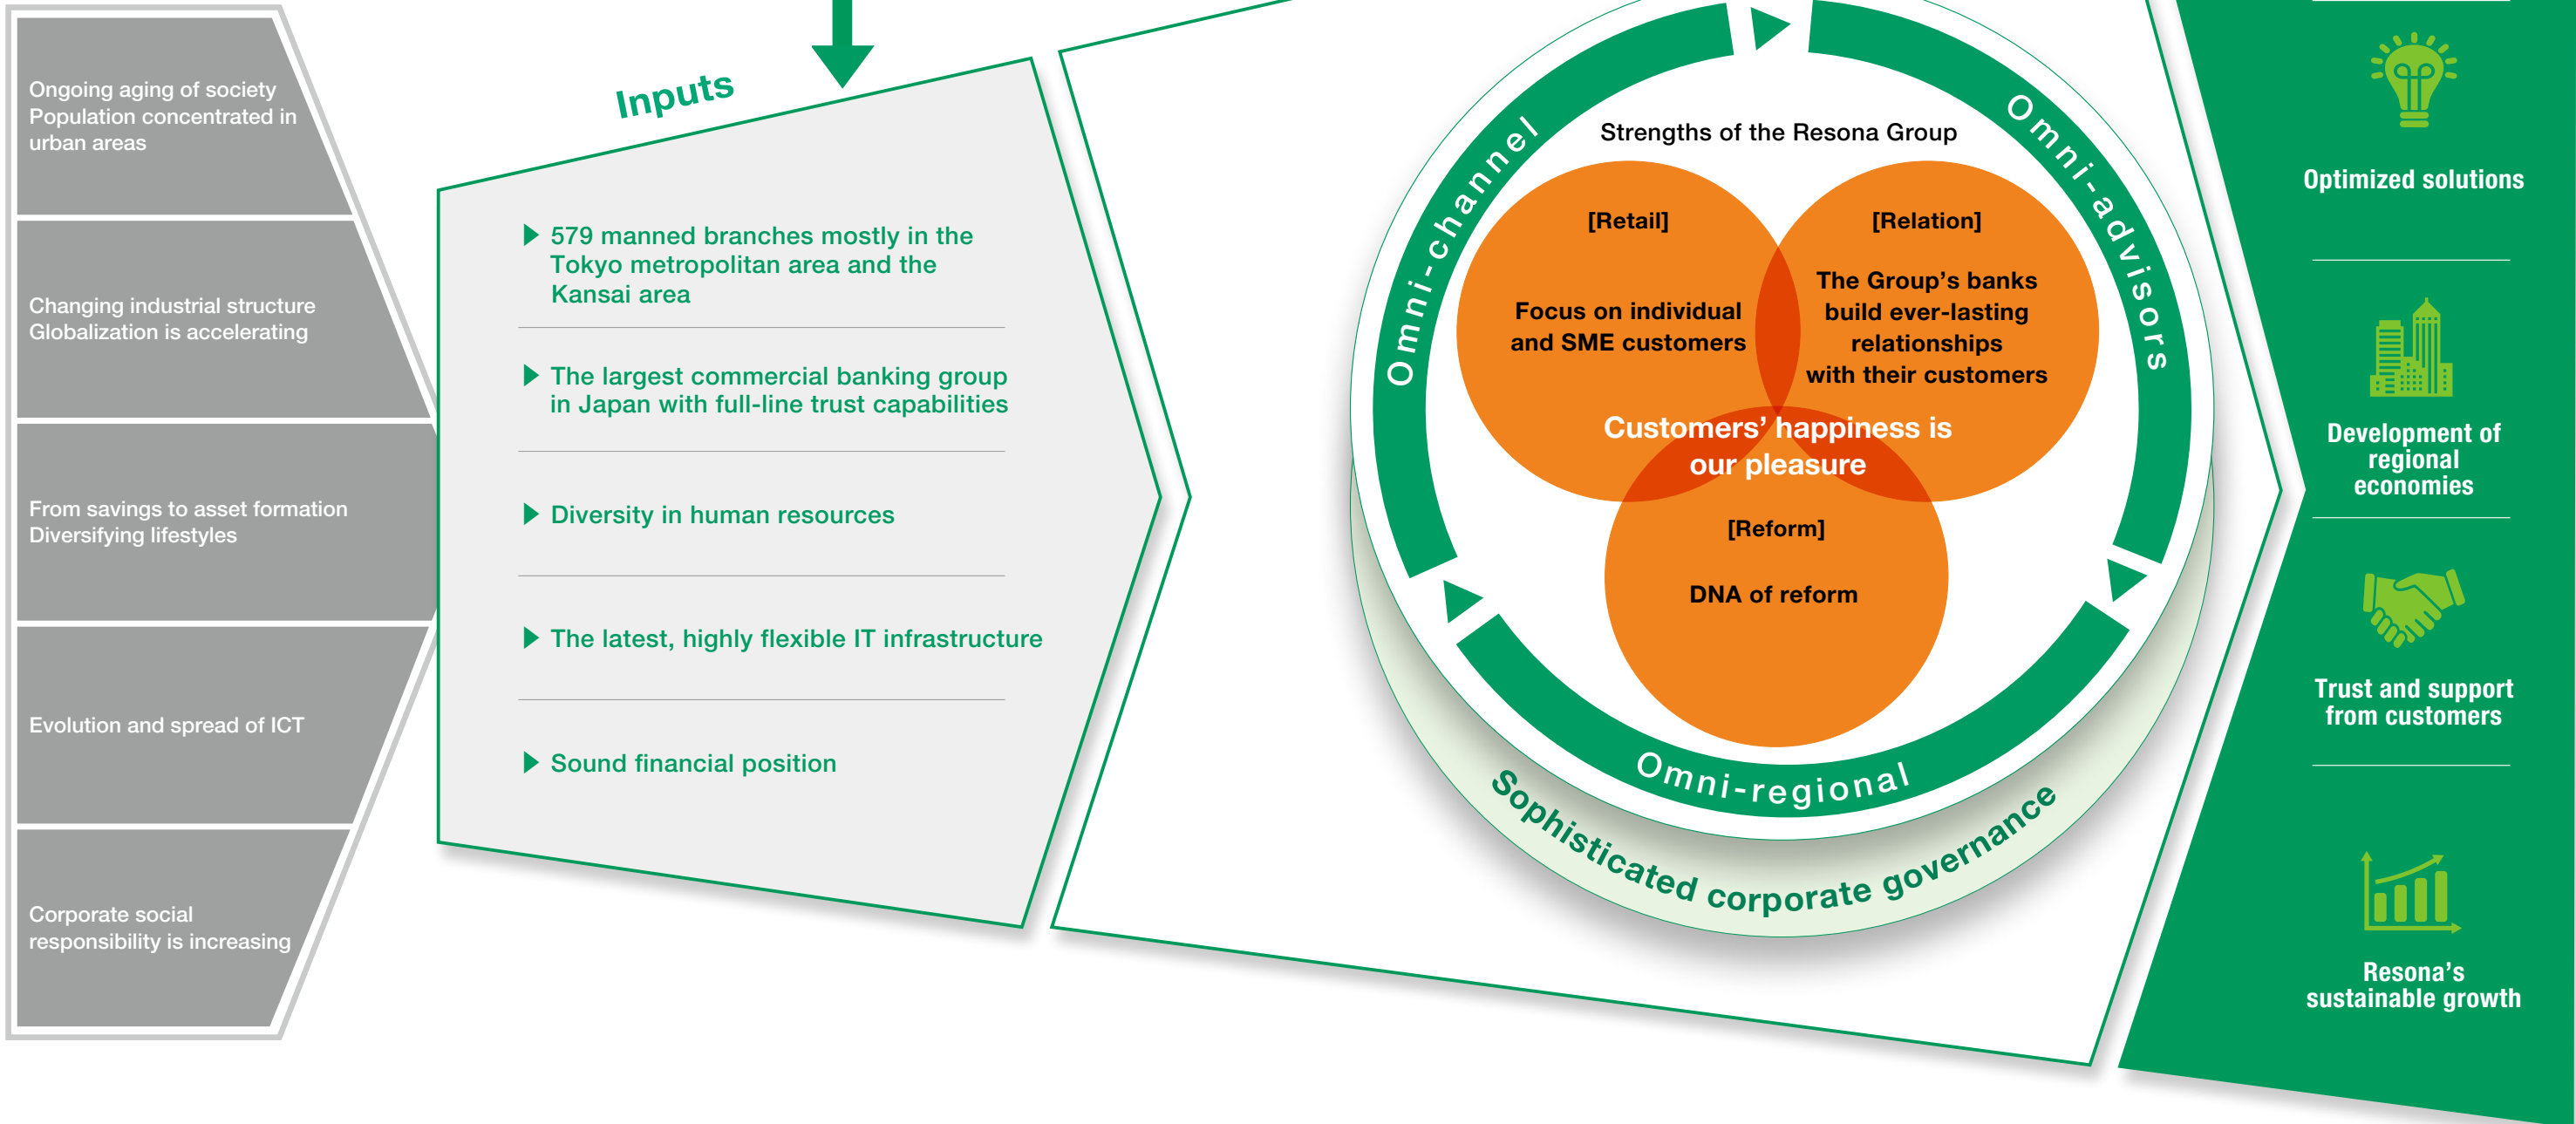 Ongoing aging of society
Population concentrated in
urban areas
Changing industrial structure
Globalization is accelerating
From savings to asset formation
Diversifying lifestyles
Evolution and spread of ICT
Corporate social
responsibility is increasing
Inputs
579 manned branches mostly in the
Tokyo metropolitan area and the
Kansai area
The largest commercial banking group
in Japan with full-line trust capabilities
Diversity in human resources
The latest, highly flexible IT infrastructure
Sound financial position
Omni-channel
Omni-advisors
Omni-regional
Strengths of the Resona Group
[Retail]
Focus on individual
and SME customers
[Relation]
The Group’s banks
build ever-lasting
relationships
with their customers
Customers’ happiness is
our pleasure
[Reform]
DNA of reform
Sophisticated corporate governance
Optimized solutions
Development of
regional
economies
Trust and support
from customers
Resona’s
sustainable growth